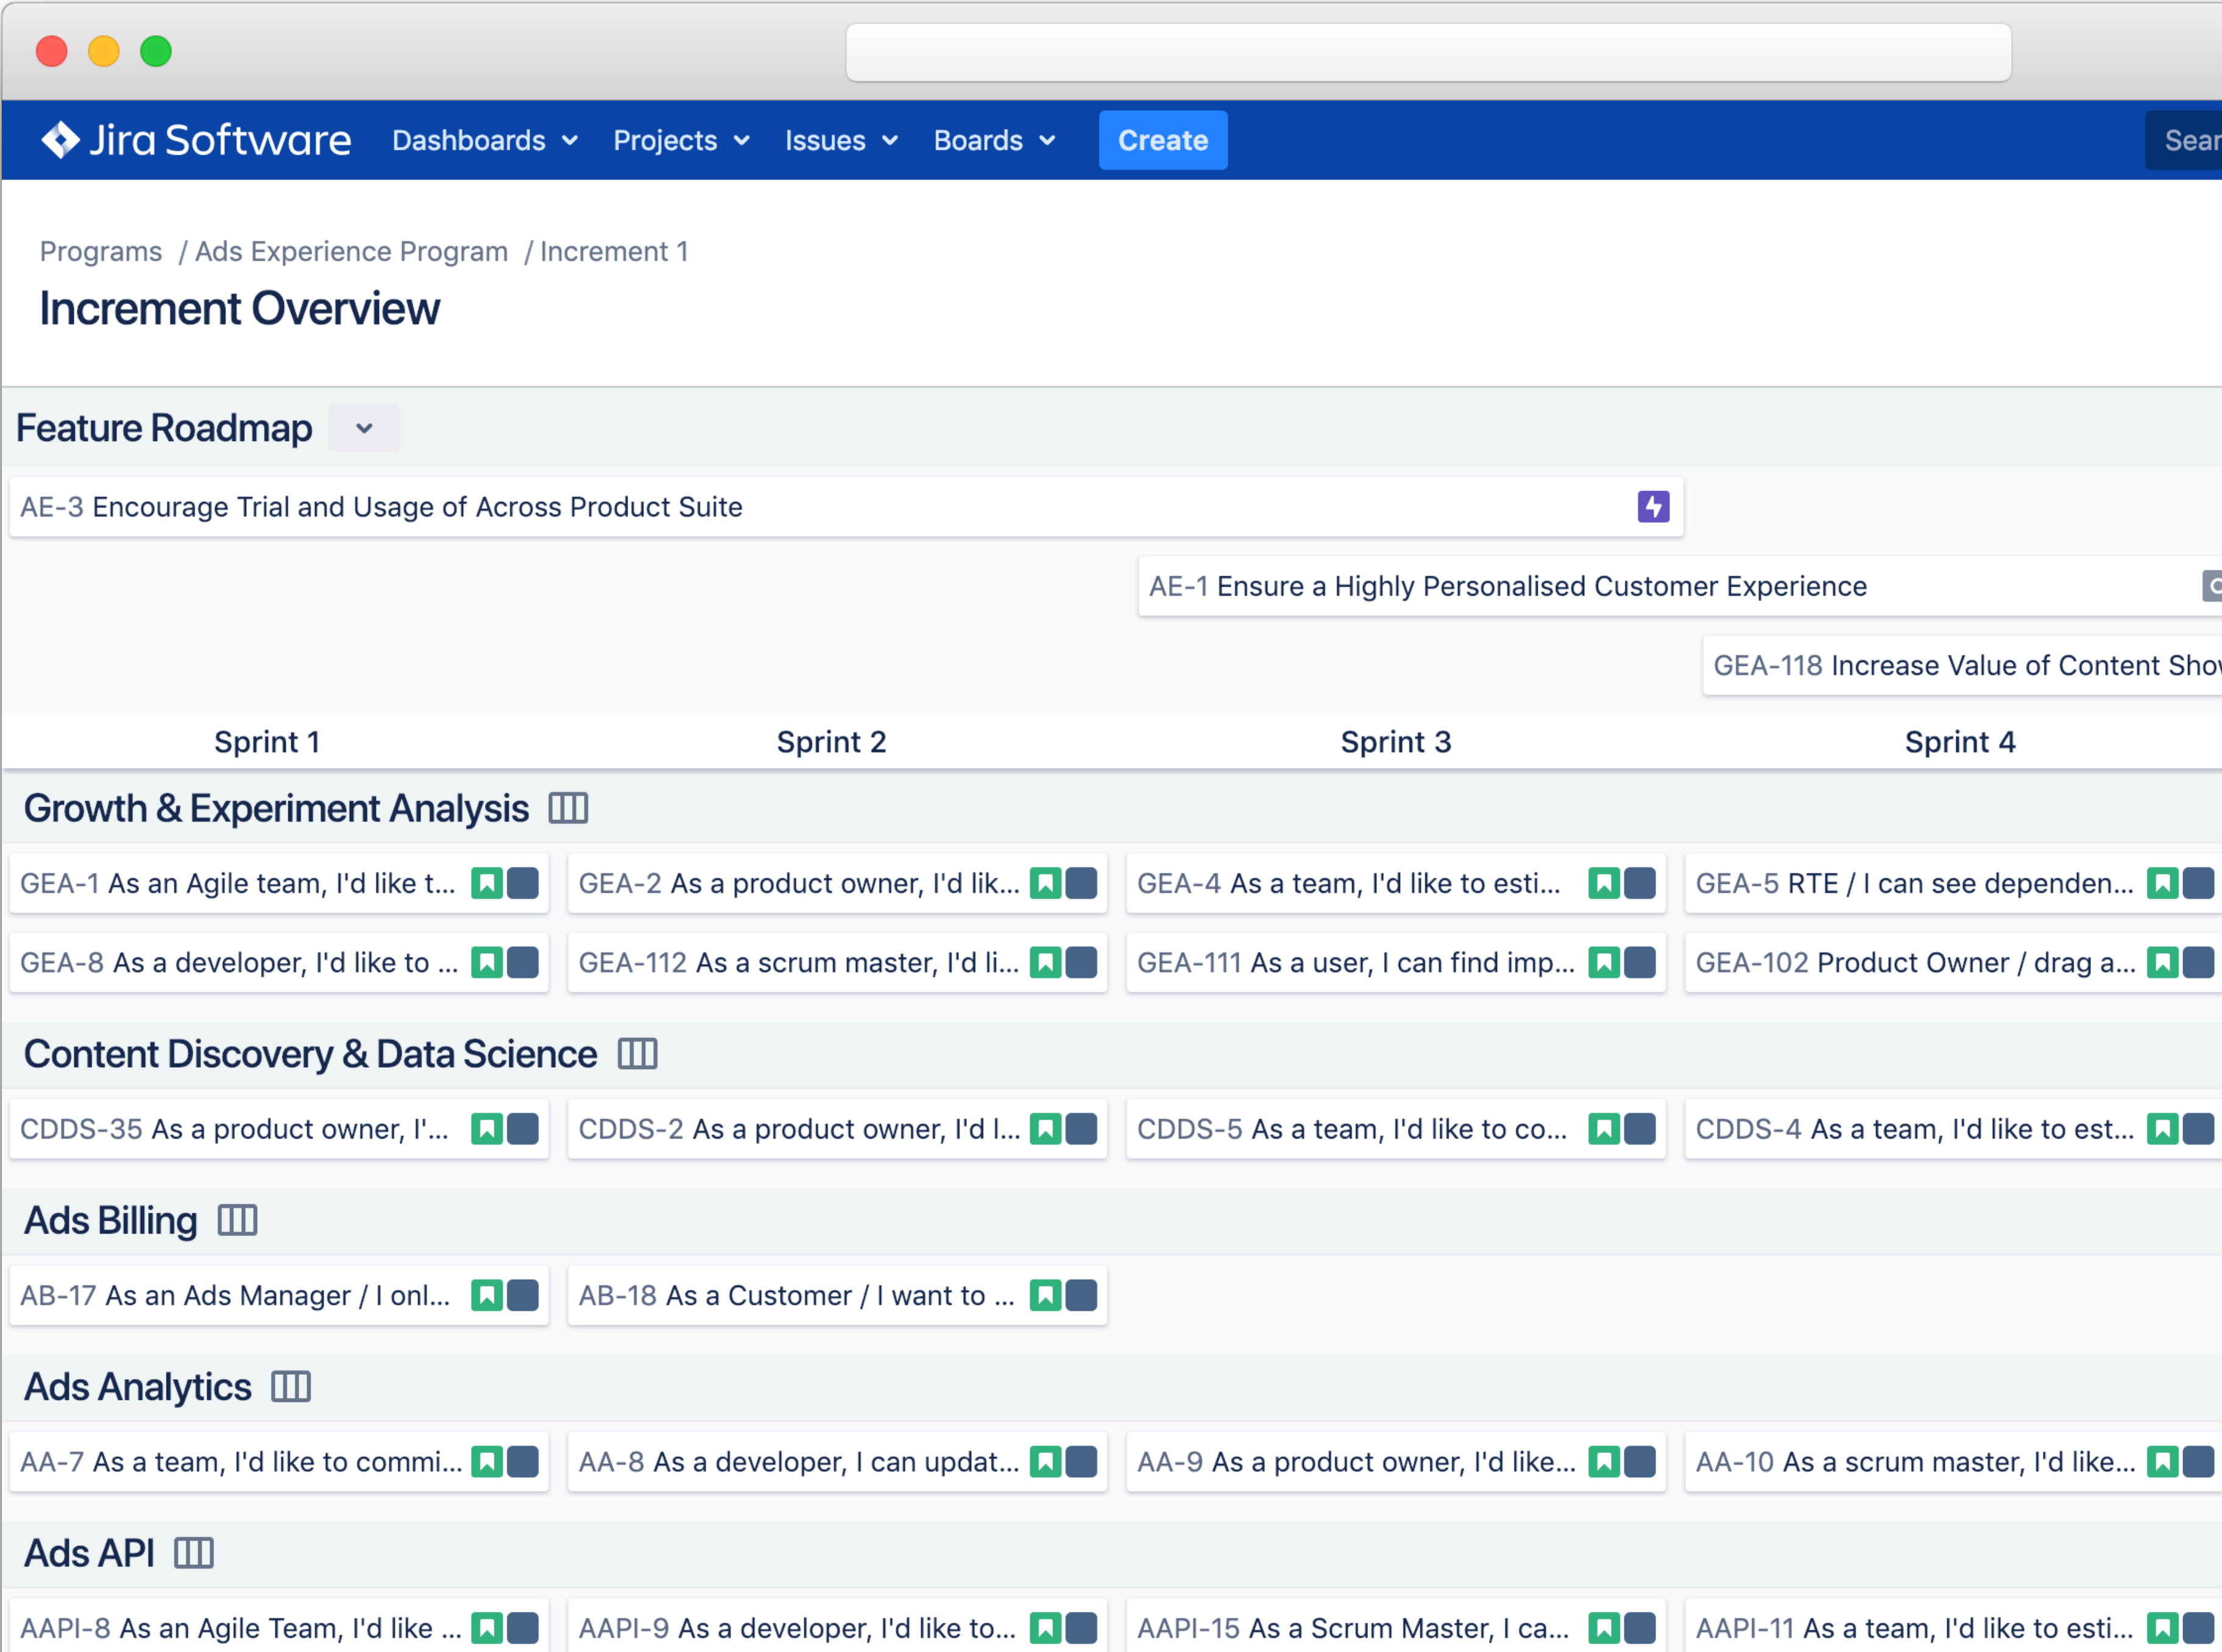 Jira Software Dashboards Projects Issues Boards Create Sear
Programs / Ads Experience Program / Increment 1
Increment Overview
Feature Roadmap
AE-3 Encourage Trial and Usage of Across Product Suite
AE-1 Ensure a Highly Personalised Customer Experience
GEA-118 Increase Value of Content Show
Sprint 1 Sprint 2 Sprint 3 Sprint 4
Growth & Experiment Analysis
GEA-1 As an Agile team, I'd like t... GEA-2 As a product owner, I'd lik... GEA-4 As a team, I'd like to esti... GEA-5 RTE / I can see dependen...
GEA-8 As a developer, I'd like to ... GEA-112 As a scrum master, I'd li... GEA-111 As a user, I can find imp... GEA-102 Product Owner / drag a...
Content Discovery & Data Science
CDDS-35 As a product owner, I'... CDDS-2 As a product owner, I'd l... CDDS-5 As a team, I'd like to co... CDDS-4 As a team, I'd like to est...
Ads Billing
AB-17 As an Ads Manager / I onl... AB-18 As a Customer / I want to ...
Ads Analytics
AA-7 As a team, I'd like to commi... AA-8 As a developer, I can updat... AA-9 As a product owner, I'd like... AA-10 As a scrum master, I'd like...
Ads API
AAPI-8 As an Agile Team, I'd like ... AAPI-9 As a developer, I'd like to... AAPI-15 As a Scrum Master, I ca... AAPI-11 As a team, I'd like to esti...